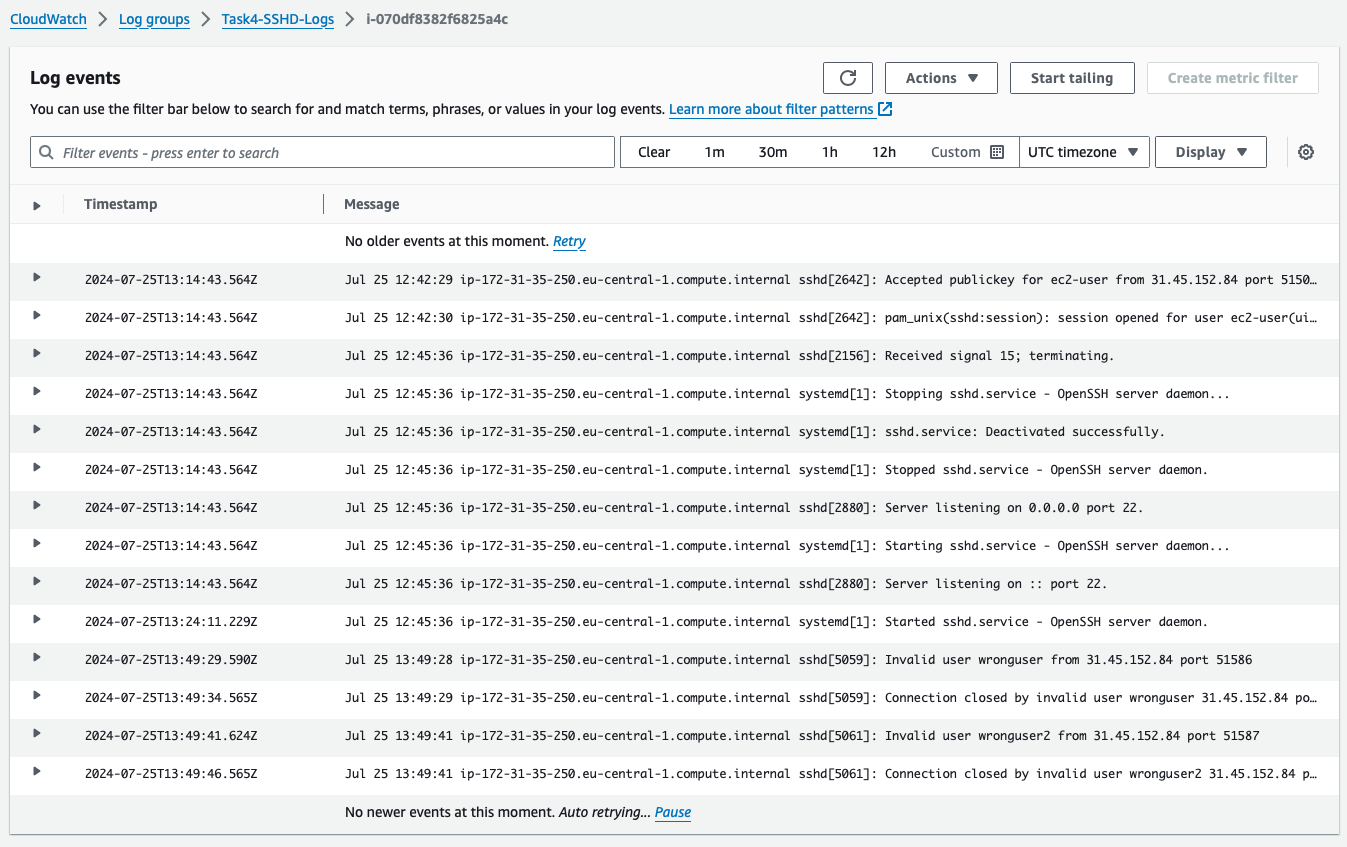 CloudWatch > Log groups > Task4-SSHD-Logs > i-070df8382f6825a4c
Log events
Actions
Start tailing
Create metric filter
You can use the filter bar below to search for and match terms, phrases, or values in your log events. Learn more about filter patterns
Filter events - press enter to search
Clear 1m 30m 1h 12h Custom UTC timezone Display
Timestamp Message
No older events at this moment. Retry
2024-07-25T13:14:43.564Z Jul 25 12:42:29 ip-172-31-35-250.eu-central-1.compute.internal sshd[2642]: Accepted publickey for ec2-user from 31.45.152.84 port 5150…
2024-07-25T13:14:43.564Z Jul 25 12:42:30 ip-172-31-35-250.eu-central-1.compute.internal sshd[2642]: pam_unix(sshd:session): session opened for user ec2-user(ui…
2024-07-25T13:14:43.564Z Jul 25 12:45:36 ip-172-31-35-250.eu-central-1.compute.internal sshd[2156]: Received signal 15; terminating.
2024-07-25T13:14:43.564Z Jul 25 12:45:36 ip-172-31-35-250.eu-central-1.compute.internal systemd[1]: Stopping sshd.service - OpenSSH server daemon...
2024-07-25T13:14:43.564Z Jul 25 12:45:36 ip-172-31-35-250.eu-central-1.compute.internal systemd[1]: sshd.service: Deactivated successfully.
2024-07-25T13:14:43.564Z Jul 25 12:45:36 ip-172-31-35-250.eu-central-1.compute.internal systemd[1]: Stopped sshd.service - OpenSSH server daemon.
2024-07-25T13:14:43.564Z Jul 25 12:45:36 ip-172-31-35-250.eu-central-1.compute.internal sshd[2880]: Server listening on 0.0.0.0 port 22.
2024-07-25T13:14:43.564Z Jul 25 12:45:36 ip-172-31-35-250.eu-central-1.compute.internal systemd[1]: Starting sshd.service - OpenSSH server daemon...
2024-07-25T13:14:43.564Z Jul 25 12:45:36 ip-172-31-35-250.eu-central-1.compute.internal sshd[2880]: Server listening on :: port 22.
2024-07-25T13:24:11.229Z Jul 25 12:45:36 ip-172-31-35-250.eu-central-1.compute.internal systemd[1]: Started sshd.service - OpenSSH server daemon.
2024-07-25T13:49:29.590Z Jul 25 13:49:28 ip-172-31-35-250.eu-central-1.compute.internal sshd[5059]: Invalid user wronguser from 31.45.152.84 port 51586
2024-07-25T13:49:34.565Z Jul 25 13:49:29 ip-172-31-35-250.eu-central-1.compute.internal sshd[5059]: Connection closed by invalid user wronguser 31.45.152.84 po…
2024-07-25T13:49:41.624Z Jul 25 13:49:41 ip-172-31-35-250.eu-central-1.compute.internal sshd[5061]: Invalid user wronguser2 from 31.45.152.84 port 51587
2024-07-25T13:49:46.565Z Jul 25 13:49:41 ip-172-31-35-250.eu-central-1.compute.internal sshd[5061]: Connection closed by invalid user wronguser2 31.45.152.84 p…
No newer events at this moment. Auto retrying... Pause